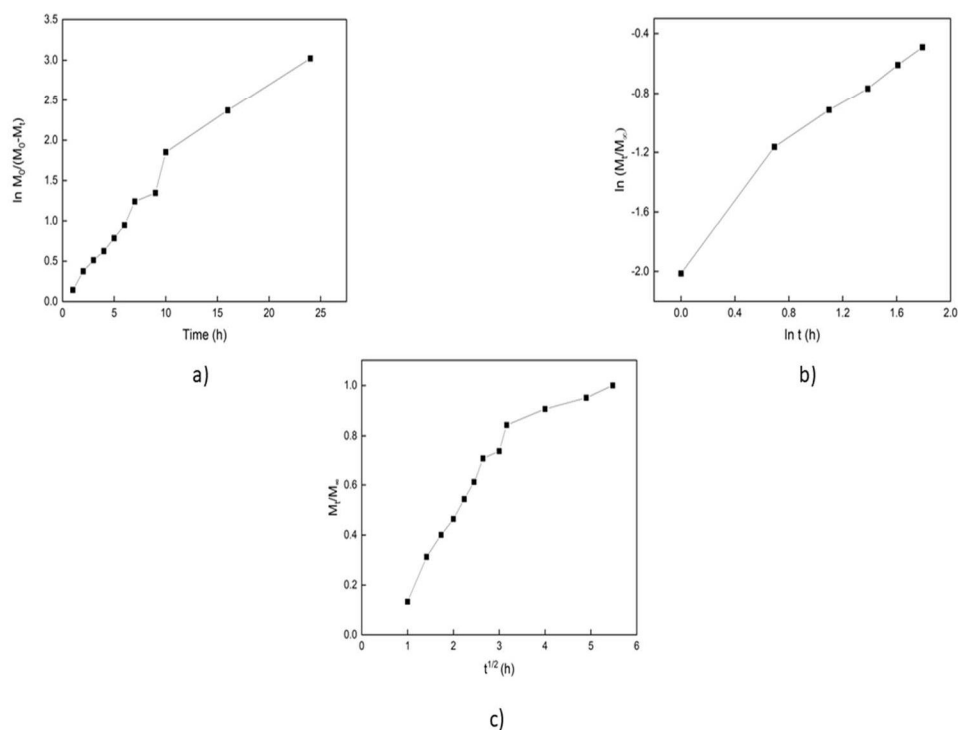 3.5
3.0
2.5
2.0
1.5
1.0
0.5
0.0
ln M₀/(M₀-Mₜ)
0 5 10 15 20 25
Time (h)
a)
-0.4
-0.8
-1.2
-1.6
-2.0
ln (Mₜ/M∞)
0.0 0.4 0.8 1.2 1.6 2.0
ln t (h)
b)
1.0
0.8
0.6
0.4
0.2
0.0
Mₜ/M∞
0 1 2 3 4 5 6
t¹/² (h)
c)